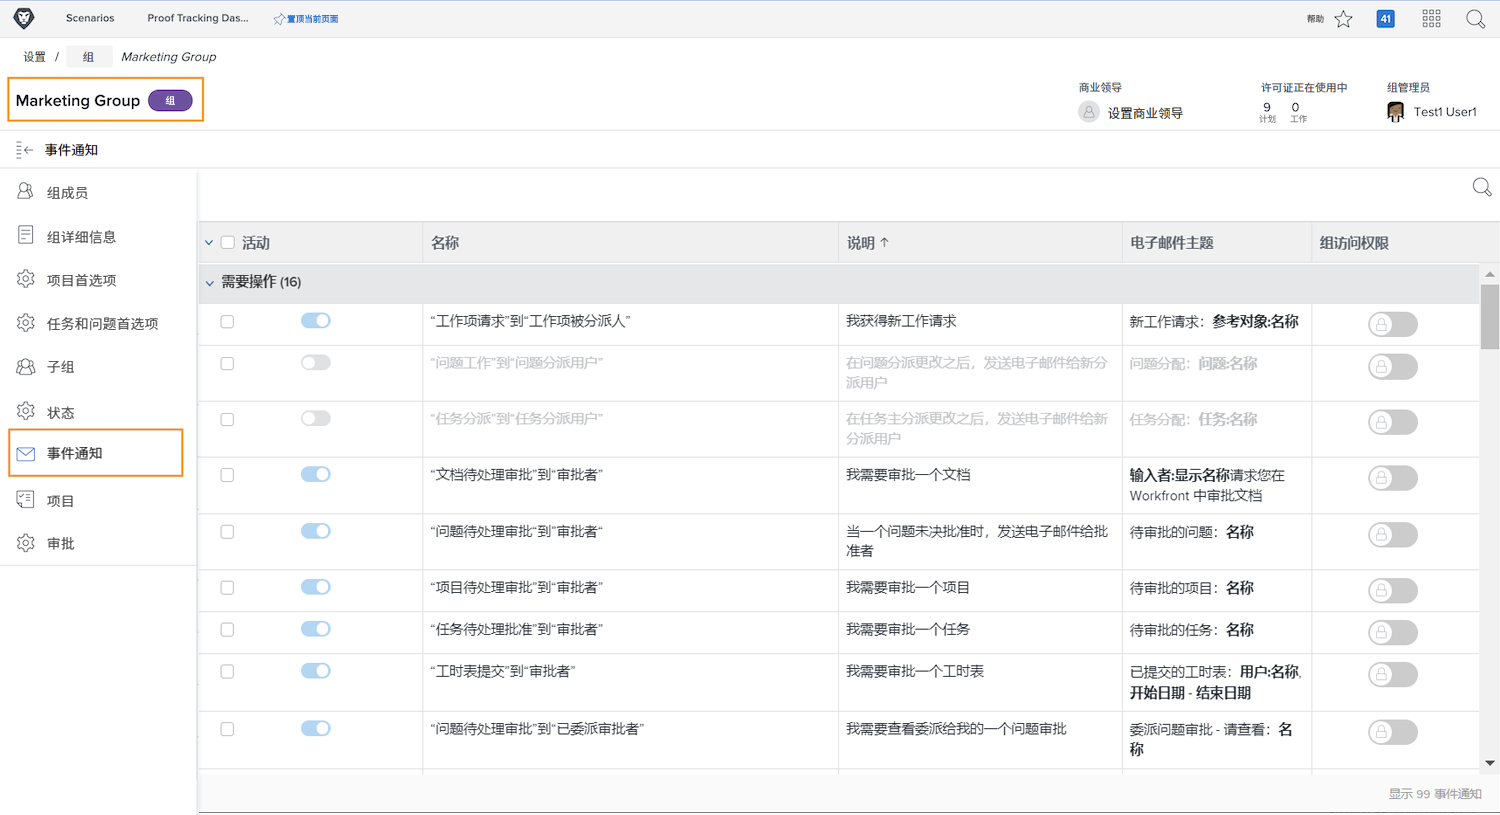 Scenarios
Proof Tracking Das...
置顶当前页面
帮助
41
设置 / 组 Marketing Group
Marketing Group 组
商业领导
设置商业领导
许可证正在使用中
9 0
计划 工作
组管理员
Test1 User1
事件通知
组成员
组详细信息
项目首选项
任务和问题首选项
子组
状态
事件通知
项目
审批
活动 名称 说明 ↑ 电子邮件主题 组访问权限
需要操作 (16)
“工作项请求”到“工作项被分派人” 我获得新工作请求 新工作请求：参考对象:名称
“问题工作”到“问题分派用户” 在问题分派更改之后，发送电子邮件给新分 问题分配：问题:名称
派用户
“任务分派”到“任务分派用户” 在任务主分派更改之后，发送电子邮件给新 任务分配：任务:名称
分派用户
“文档待处理审批”到“审批者” 我需要审批一个文档 输入者:显示名称请求您在
Workfront 中审批文档
“问题待处理审批“到”审批者“ 当一个问题未决批准时，发送电子邮件给批 待审批的问题：名称
准者
“项目待处理审批”到“审批者” 我需要审批一个项目 待审批的项目：名称
“任务待处理批准”到“审批者” 我需要审批一个任务 待审批的任务：名称
“工时表提交”到“审批者” 我需要审批一个工时表 已提交的工时表：用户:名称,
开始日期 - 结束日期
“问题待处理审批”到“已委派审批者” 我需要查看委派给我的一个问题审批 委派问题审批 - 请查看：名
称
显示 99 事件通知